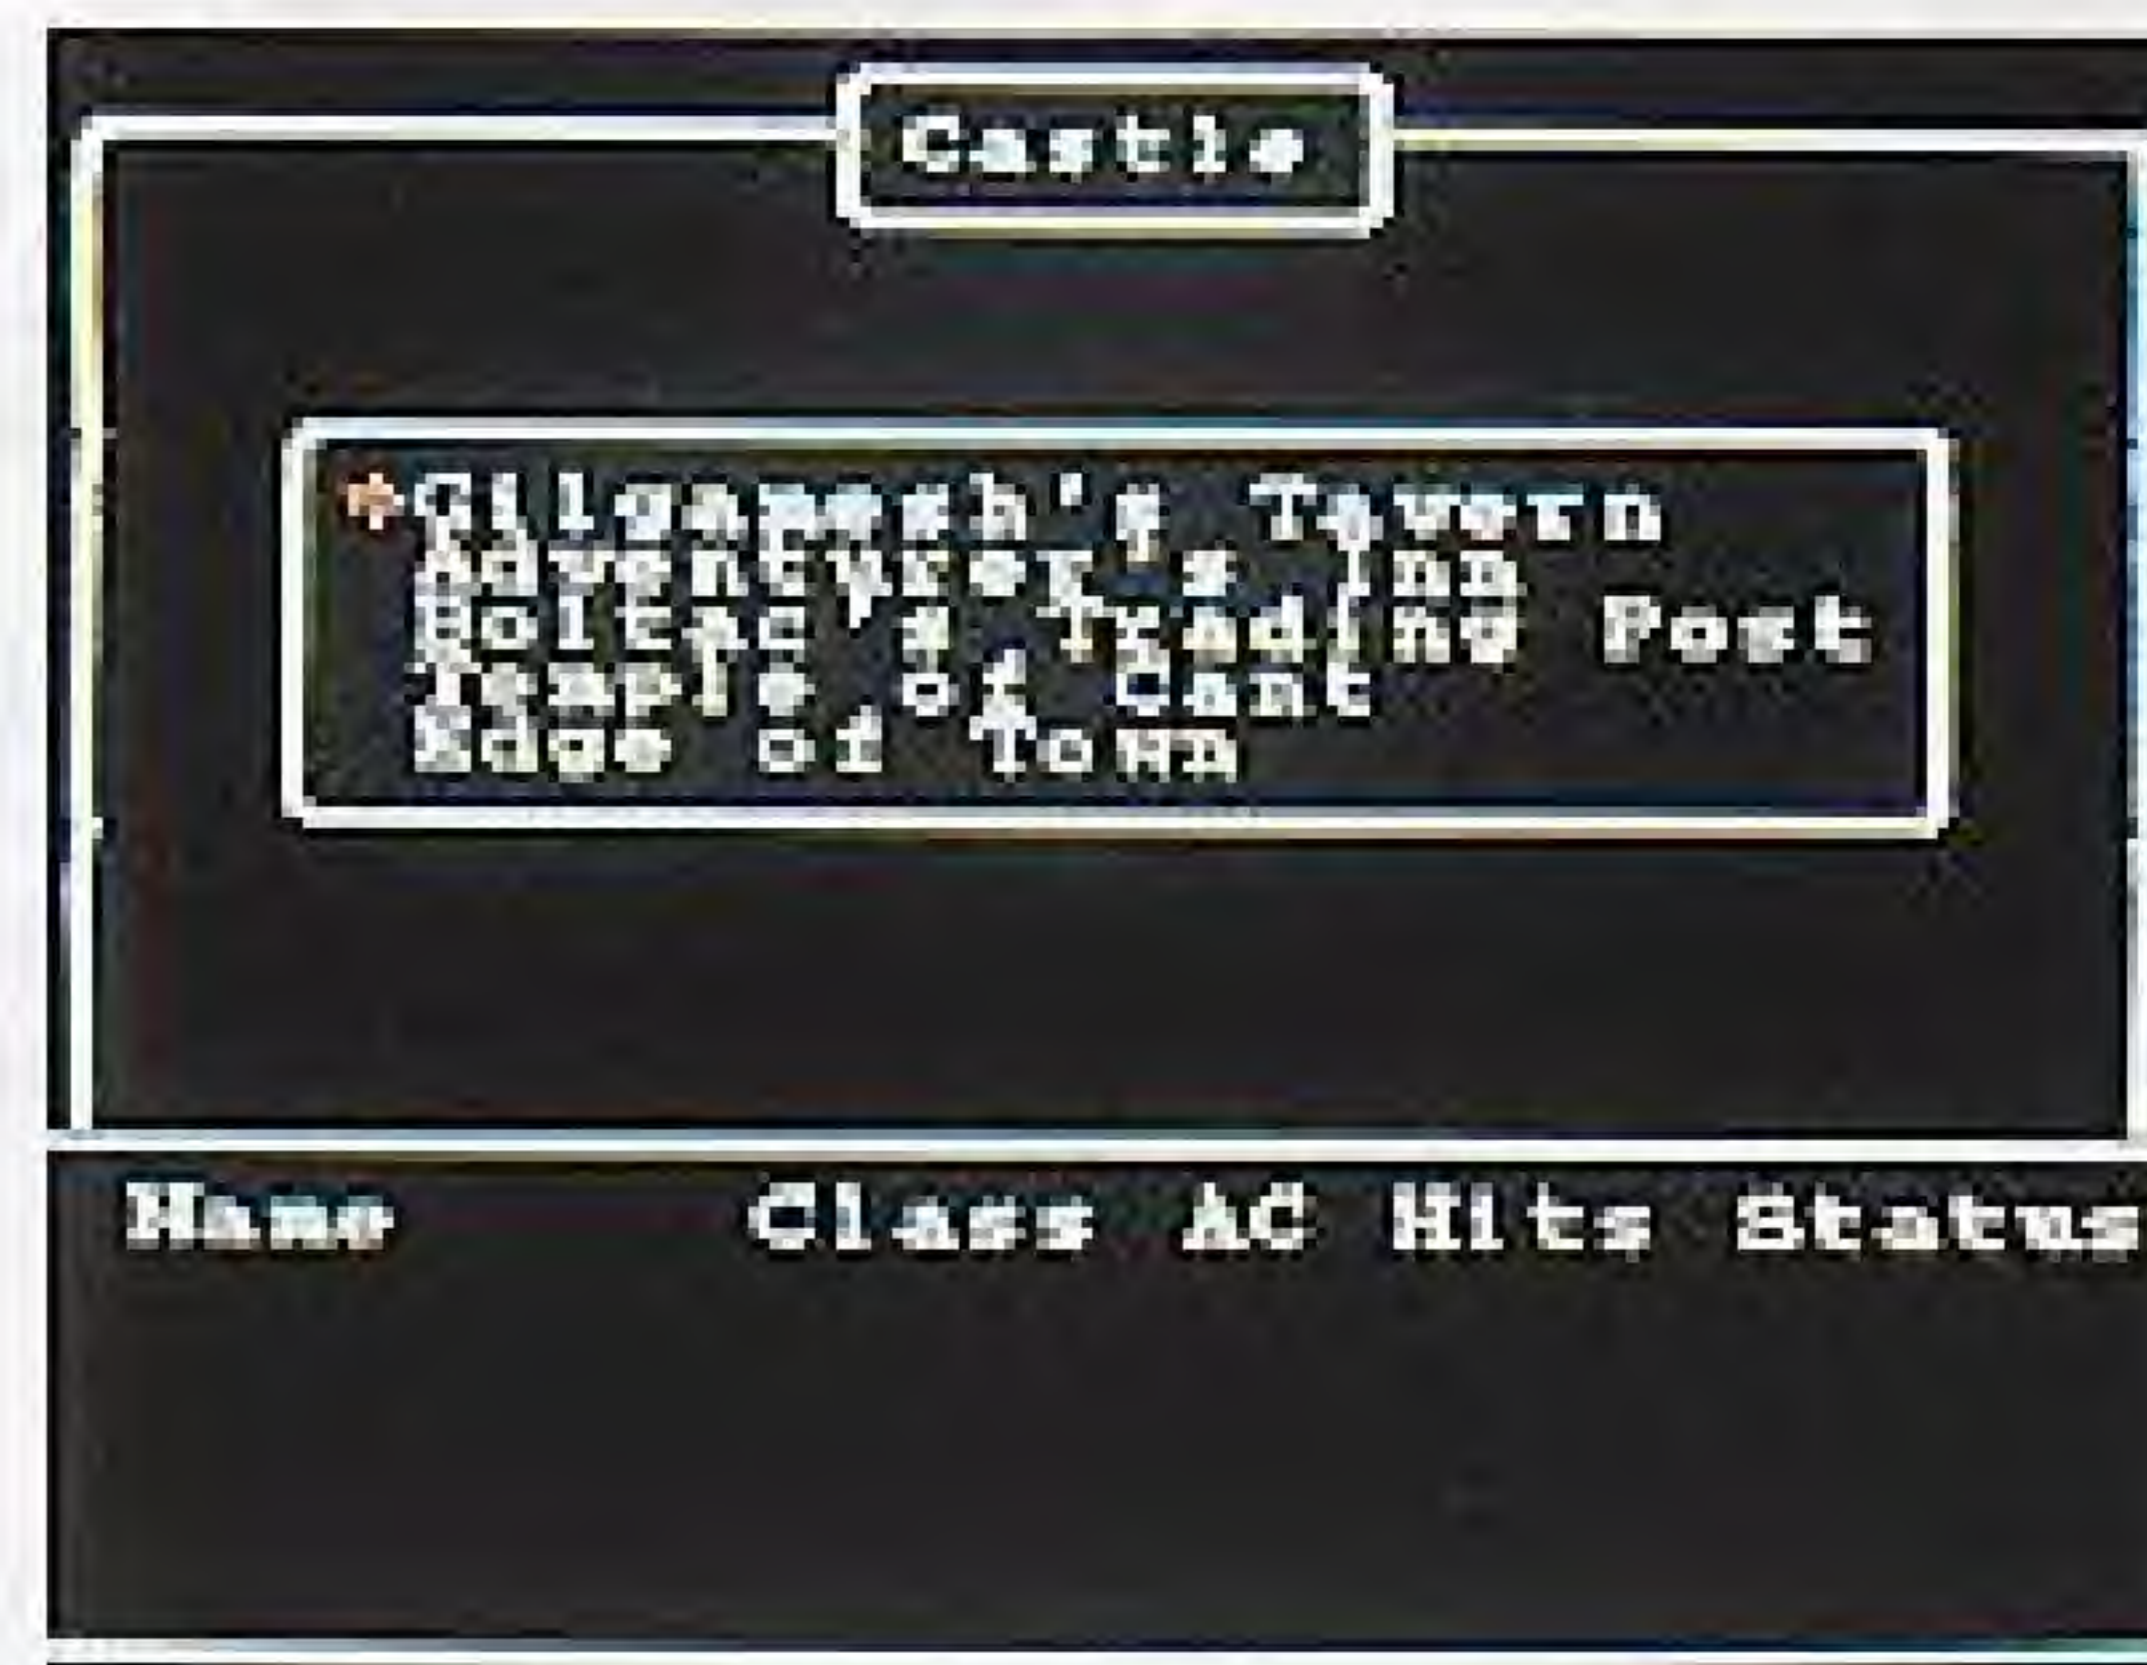 Castle
Gilgamesh's Tavern
Adventurer's Inn
Boltac's Trading Post
Temple of Cant
Edge of Town
Name Class AC Hits Status